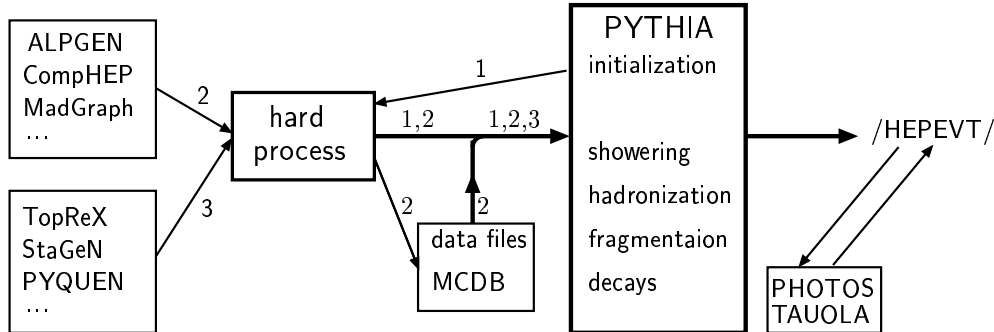 ALPGEN
CompHEP
MadGraph
...
2
TopReX
StaGeN
PYQUEN
...
3
hard
process
1
1,2
1,2,3
2
2
data files
MCDB
PYTHIA
initialization
showering
hadronization
fragmentaion
decays
/HEPEVT/
PHOTOS
TAUOLA